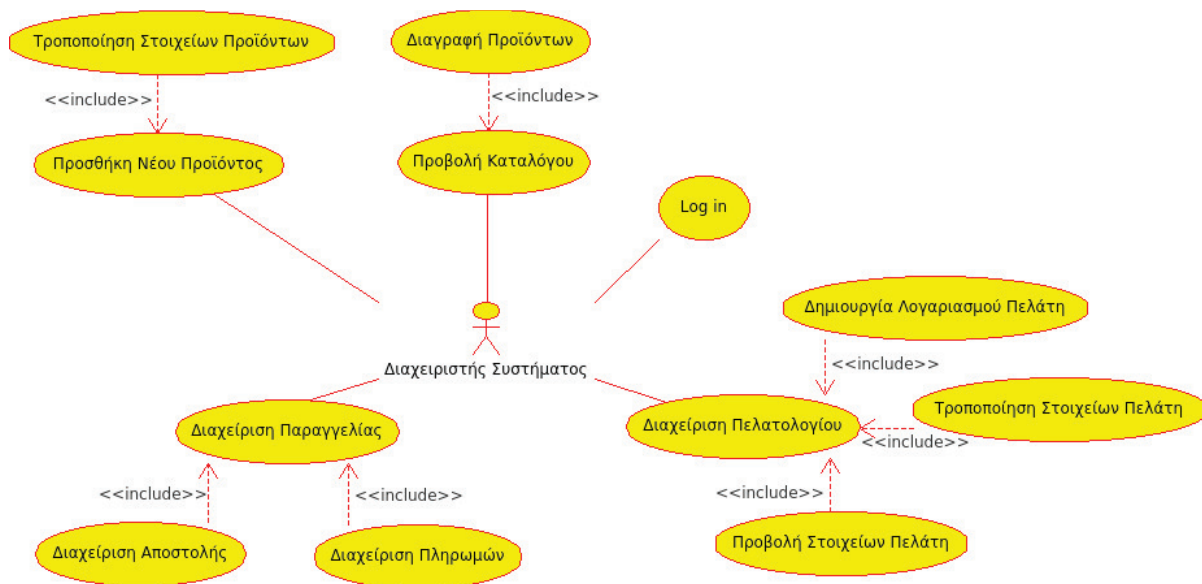 Τροποποίηση Στοιχείων Προϊόντων
Διαγραφή Προϊόντων
<<include>>
<<include>>
Προσθήκη Νέου Προϊόντος
Προβολή Καταλόγου
Log in
Δημιουργία Λογαριασμού Πελάτη
<<include>>
Διαχειριστής Συστήματος
Τροποποίηση Στοιχείων Πελάτη
Διαχείριση Παραγγελίας
Διαχείριση Πελατολογίου
<<include>>
<<include>>
<<include>>
<<include>>
Διαχείριση Αποστολής
Διαχείριση Πληρωμών
Προβολή Στοιχείων Πελάτη